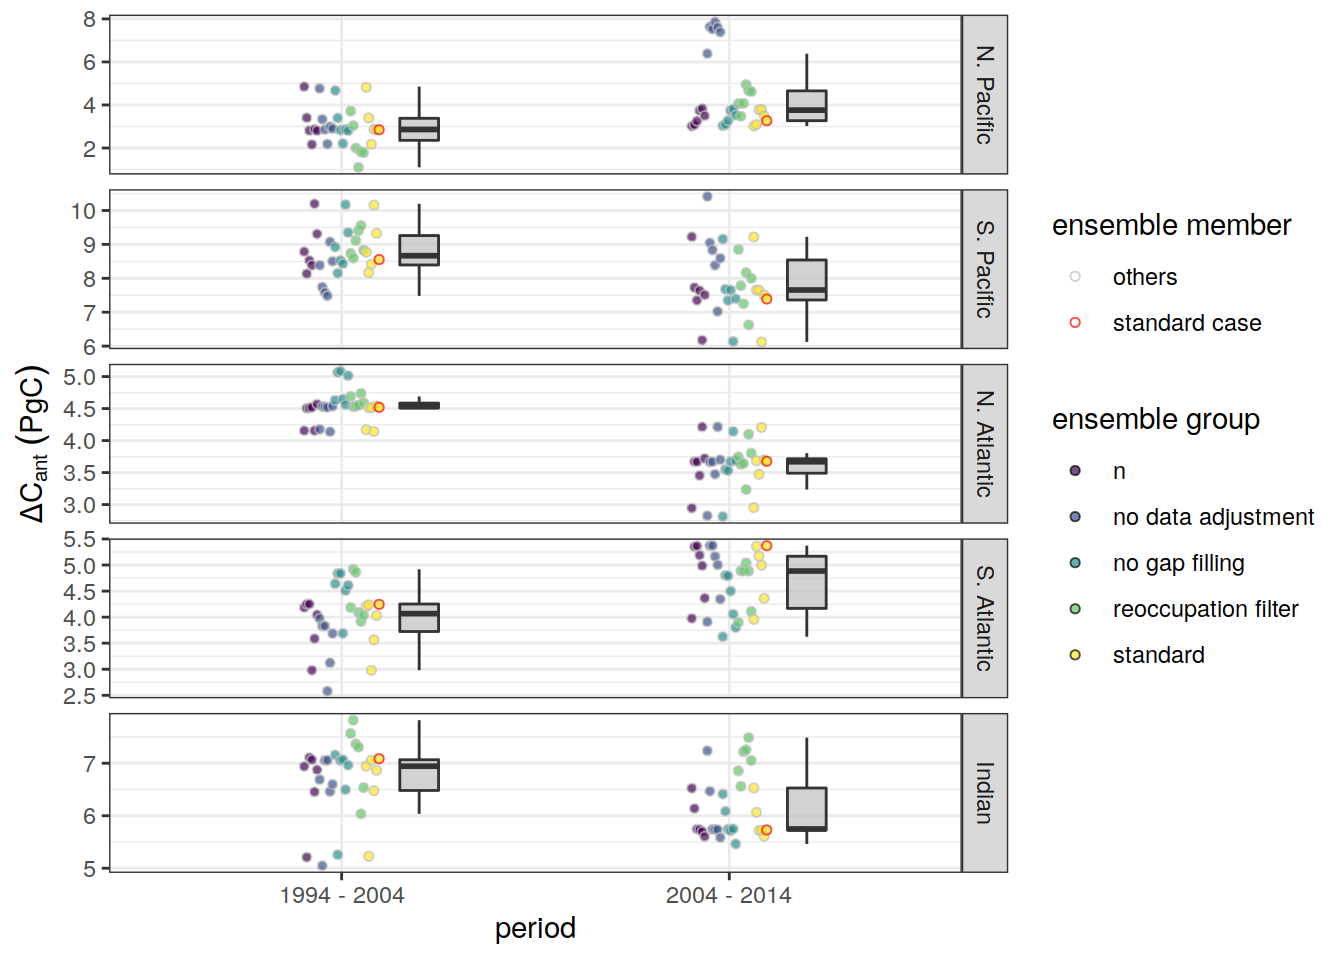 8
6
4
2
N. Pacific
10
9
8
7
6
S. Pacific
5.0
4.5
4.0
3.5
3.0
N. Atlantic
5.5
5.0
4.5
4.0
3.5
3.0
2.5
S. Atlantic
7
6
5
Indian
ΔCant (PgC)
1994 - 2004
2004 - 2014
period
ensemble member
others
standard case
ensemble group
n
no data adjustment
no gap filling
reoccupation filter
standard